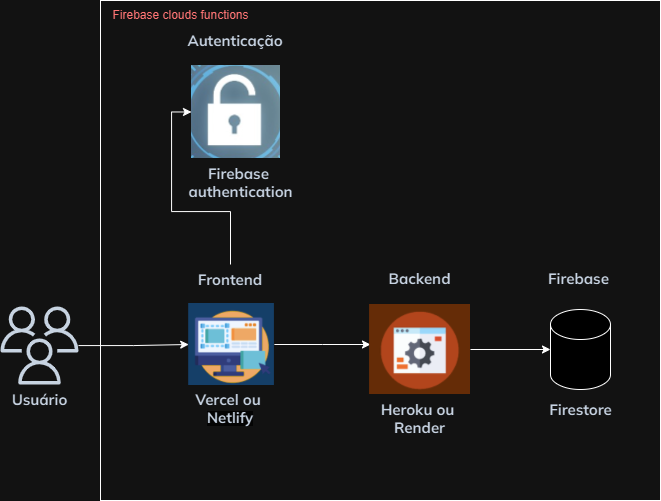 Firebase clouds functions
Autenticação
Firebase
authentication
Frontend
Backend
Firebase
Usuário
Vercel ou
Netlify
Heroku ou
Render
Firestore